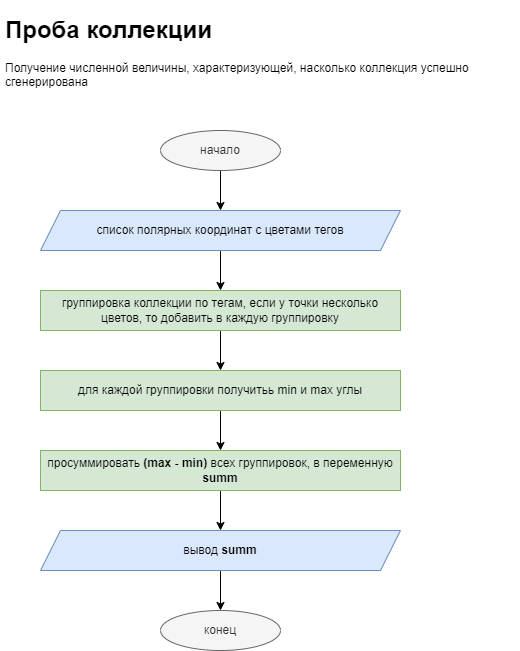 Проба коллекции
Получение численной величины, характеризующей, насколько коллекция успешно
сгенерирована
начало
список полярных координат с цветами тегов
группировка коллекции по тегам, если у точки несколько
цветов, то добавить в каждую группировку
для каждой группировки получитьь min и max углы
просуммировать (max - min) всех группировок, в переменную
summ
вывод summ
конец